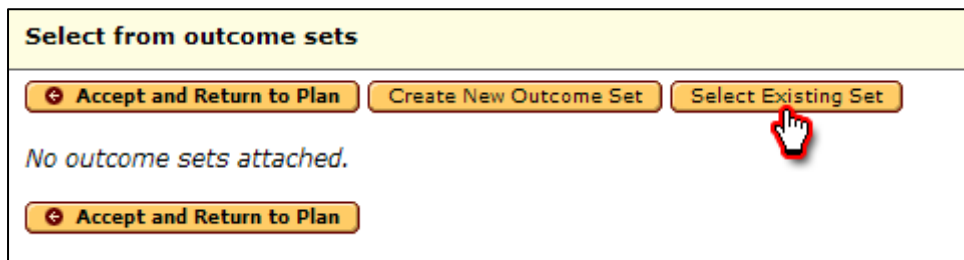 Select from outcome sets
Accept and Return to Plan Create New Outcome Set Select Existing Set
No outcome sets attached.
Accept and Return to Plan